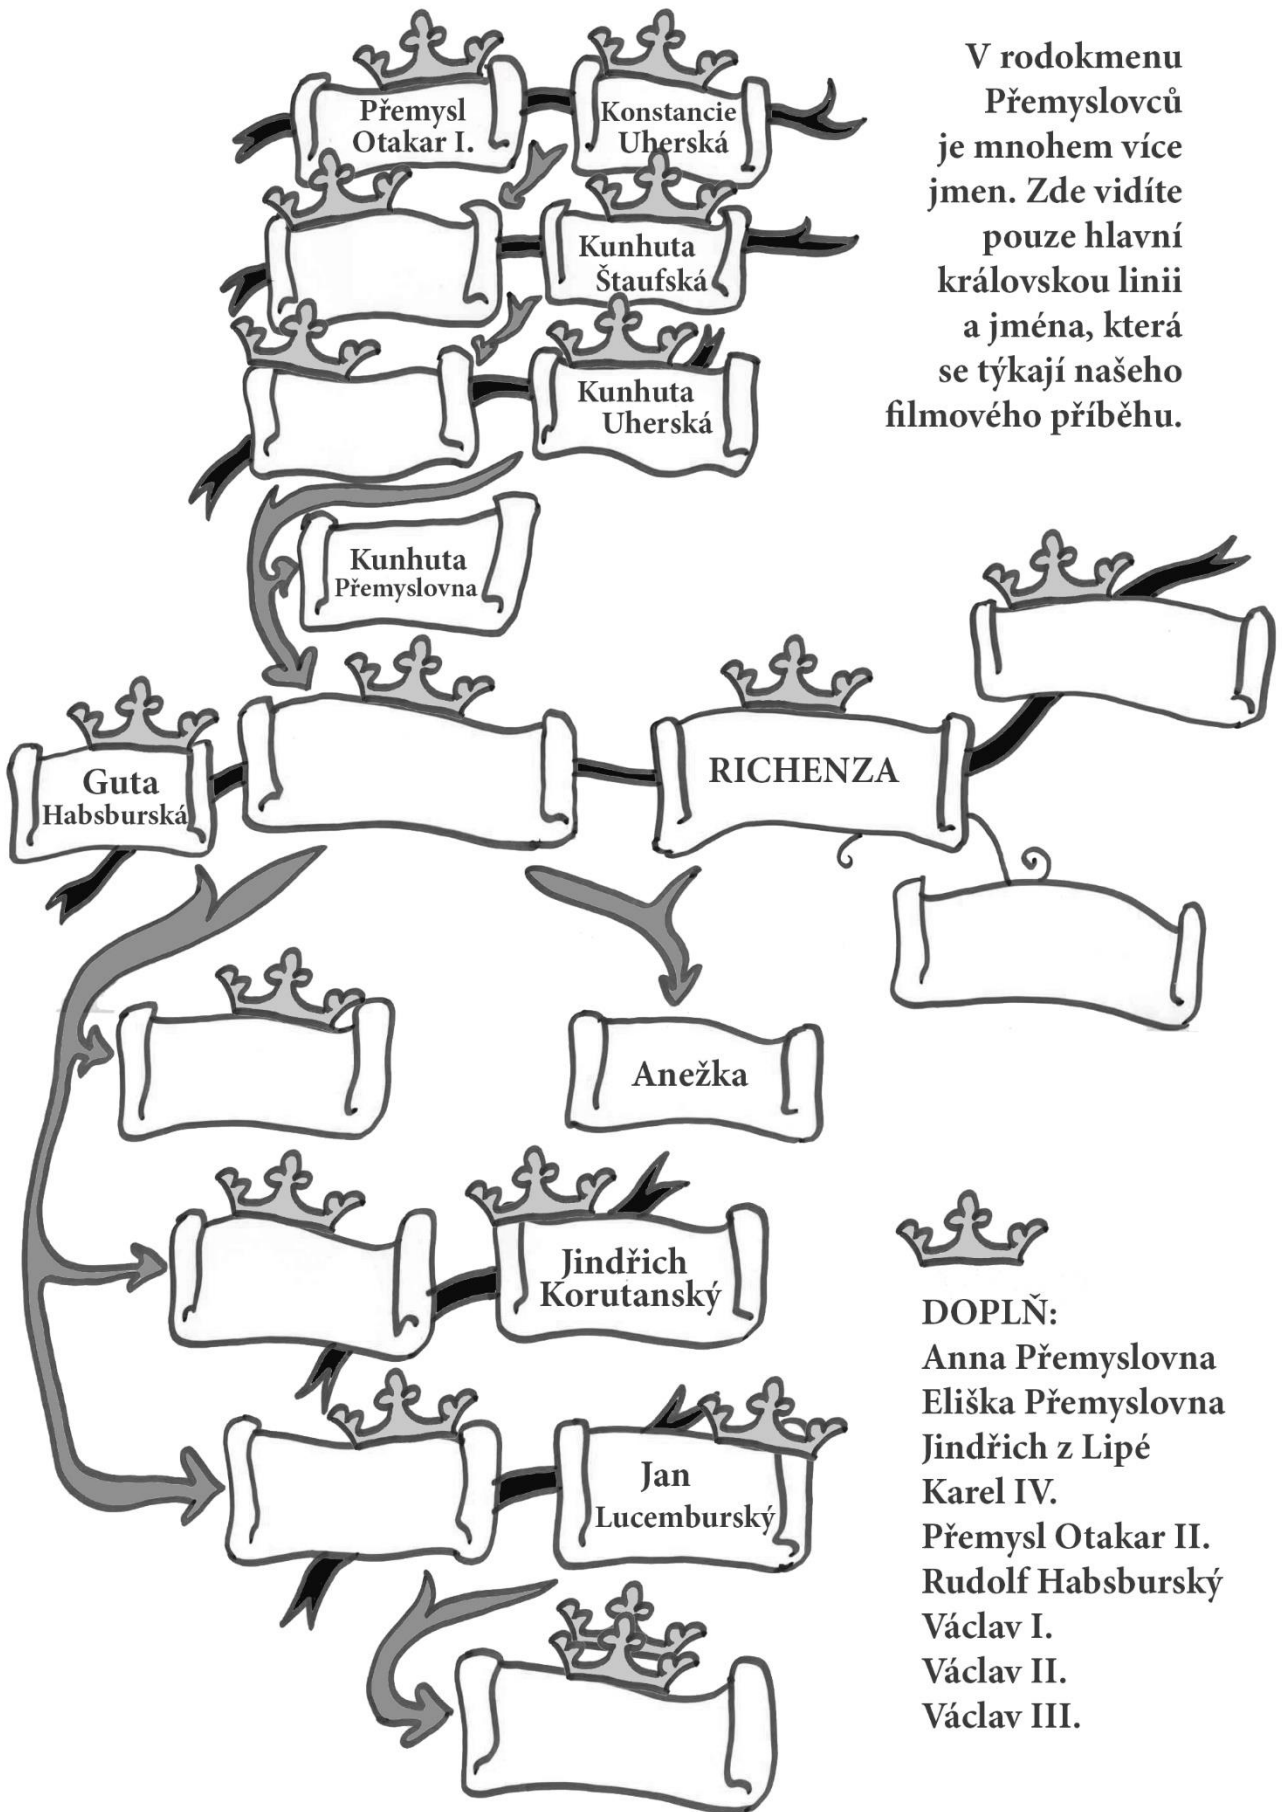 V rodokmenu
Přemyslovců
je mnohem více
jmen. Zde vidíte
pouze hlavní
královskou linii
a jména, která
se týkají našeho
filmového příběhu.
Přemysl
Otakar I.
Konstancie
Uherská
Kunhuta
Štaufská
Kunhuta
Uherská
Kunhuta
Přemyslovna
Guta
Habsburská
RICHENZA
Anežka
Jindřich
Korutanský
Jan
Lucemburský
DOPLŇ:
Anna Přemyslovna
Eliška Přemyslovna
Jindřich z Lipé
Karel IV.
Přemysl Otakar II.
Rudolf Habsburský
Václav I.
Václav II.
Václav III.